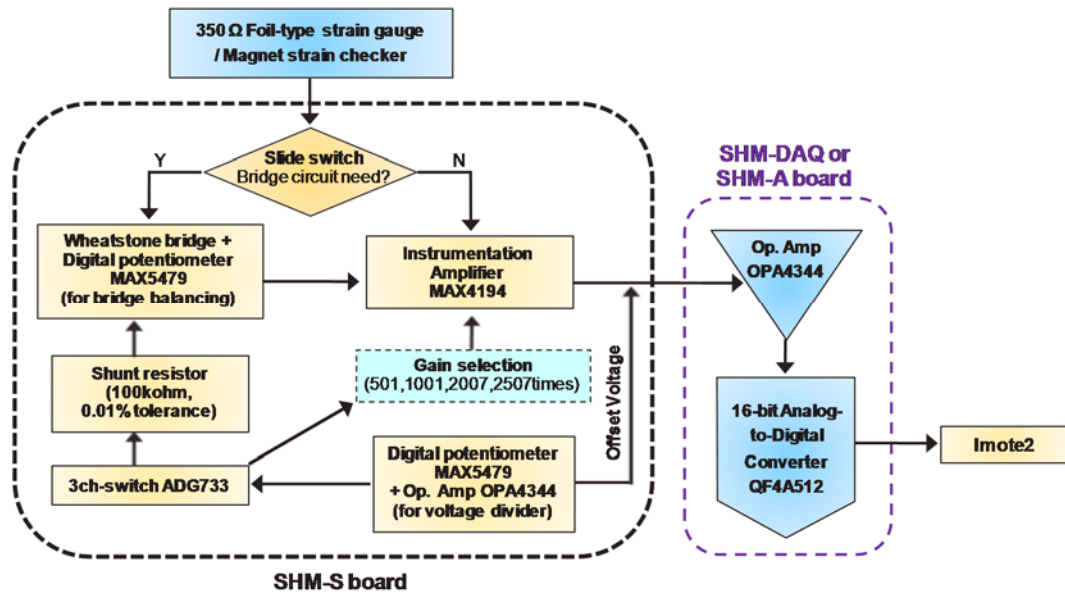 350 Ω Foil-type strain gauge
/ Magnet strain checker
Y
Slide switch
Bridge circuit need?
N
SHM-DAQ or
SHM-A board
Wheatstone bridge +
Digital potentiometer
MAX5479
(for bridge balancing)
Instrumentation
Amplifier
MAX4194
Op. Amp
OPA4344
Shunt resistor
(100kohm,
0.01% tolerance)
Gain selection
(501,1001,2007,2507times)
Offset Voltage
16-bit Analog-
to-Digital
Converter
QF4A512
Imote2
3ch-switch ADG733
Digital potentiometer
MAX5479
+ Op. Amp OPA4344
(for voltage divider)
SHM-S board